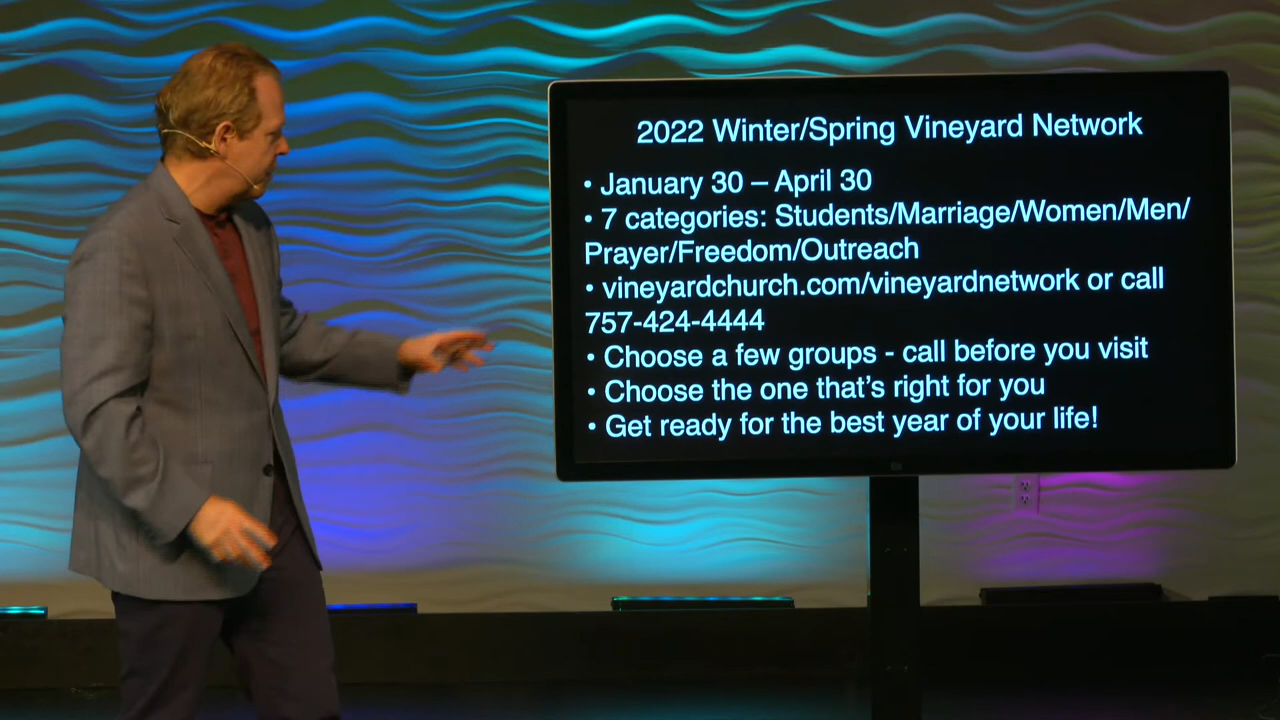 2022 Winter/Spring Vineyard Network
• January 30 – April 30
• 7 categories: Students/Marriage/Women/Men/
Prayer/Freedom/Outreach
• vineyardchurch.com/vineyardnetwork or call
757-424-4444
• Choose a few groups - call before you visit
• Choose the one that’s right for you
• Get ready for the best year of your life!